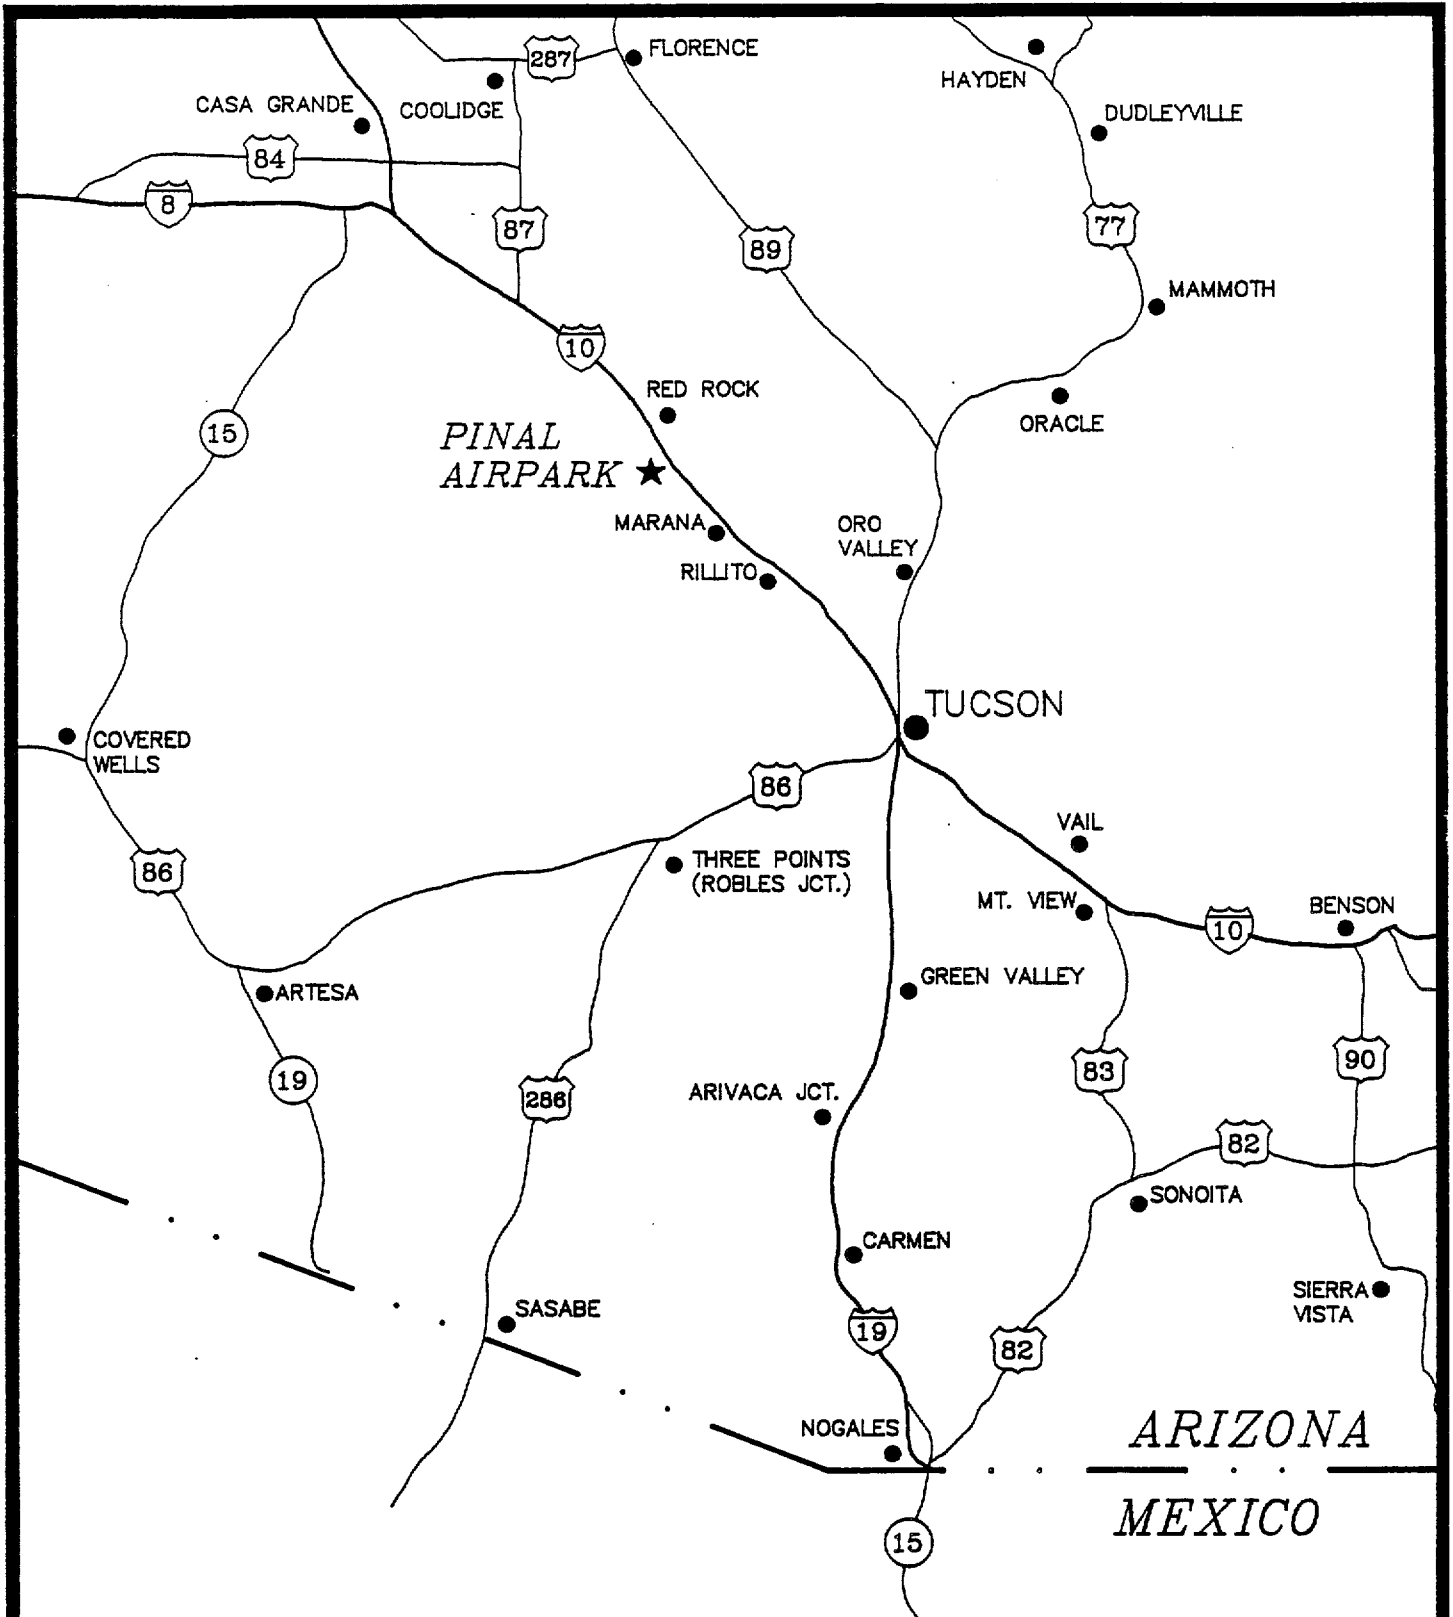 287
FLORENCE
HAYDEN
COOLIDGE
CASA GRANDE
DUDLEYVILLE
84
8
87
89
77
MAMMOTH
10
RED ROCK
ORACLE
15
PINAL
AIRPARK
MARANA
ORO
VALLEY
RILLITO
TUCSON
COVERED
WELLS
86
VAIL
86
THREE POINTS
(ROBLES JCT.)
MT. VIEW
BENSON
10
GREEN VALLEY
ARTESA
19
286
ARIVACA JCT.
83
90
82
SONOITA
CARMEN
SIERRA
VISTA
SASABE
19
82
NOGALES
ARIZONA
MEXICO
15